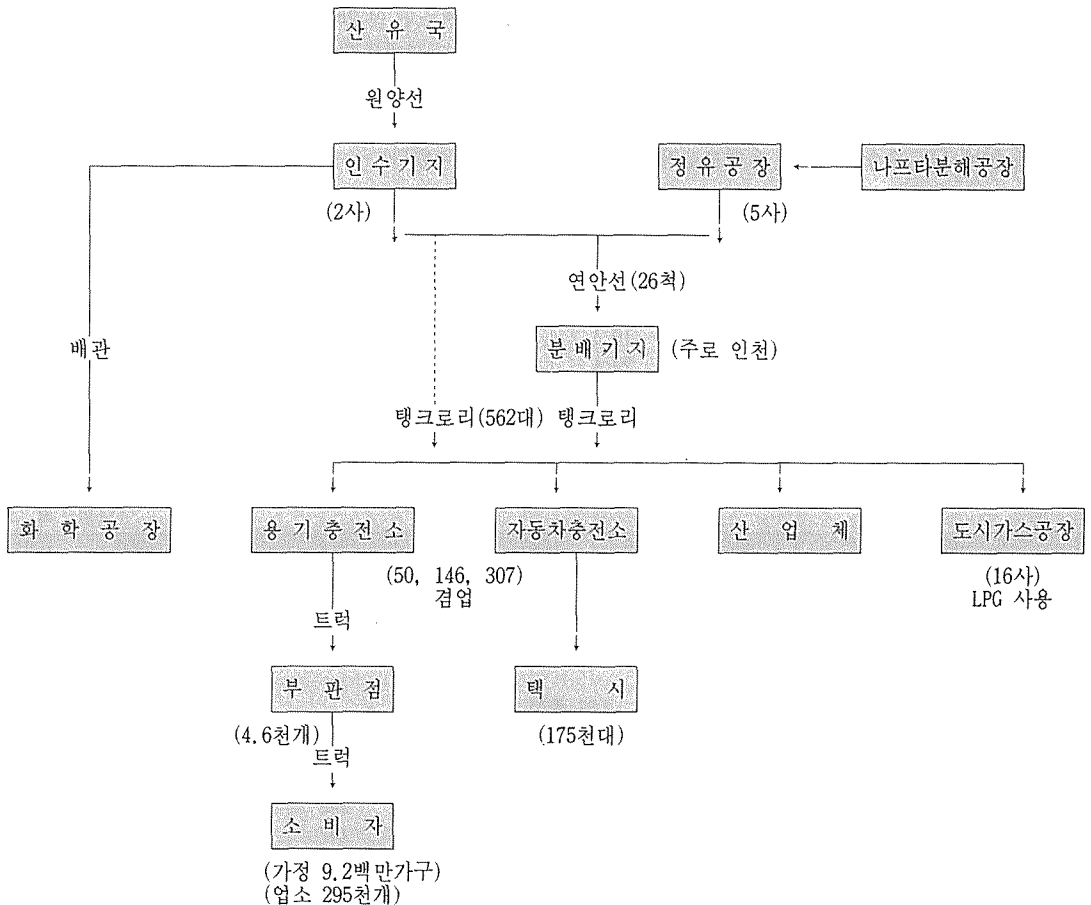 산 유 국
원양선
인 수 기 지
정 유 공 장
나프타분해공장
(2사)
(5사)
연안선(26척)
배관
분 배 기 지 (주로 인천)
탱크로리(562대) 탱크로리
화 학 공 장
용 기 충 전 소
자동차충전소
산 업 체
도시가스공장
(50, 146, 307)
겸업
(16사)
LPG 사용
트럭
부 판 점
택 시
(4.6천개)
(175천대)
트럭
소 비 자
(가정 9.2백만가구)
(업소 295천개)